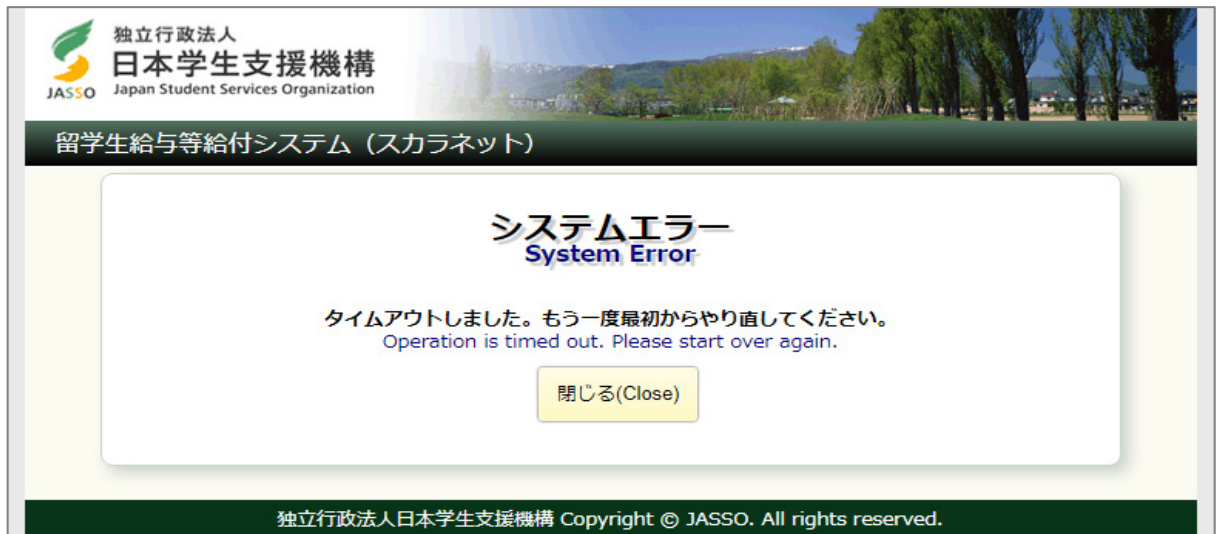 独立行政法人
日本学生支援機構
JASSO Japan Student Services Organization
留学生給与等給付システム（スカラネット）
システムエラー
System Error
タイムアウトしました。もう一度最初からやり直してください。
Operation is timed out. Please start over again.
閉じる(Close)
独立行政法人日本学生支援機構 Copyright © JASSO. All rights reserved.